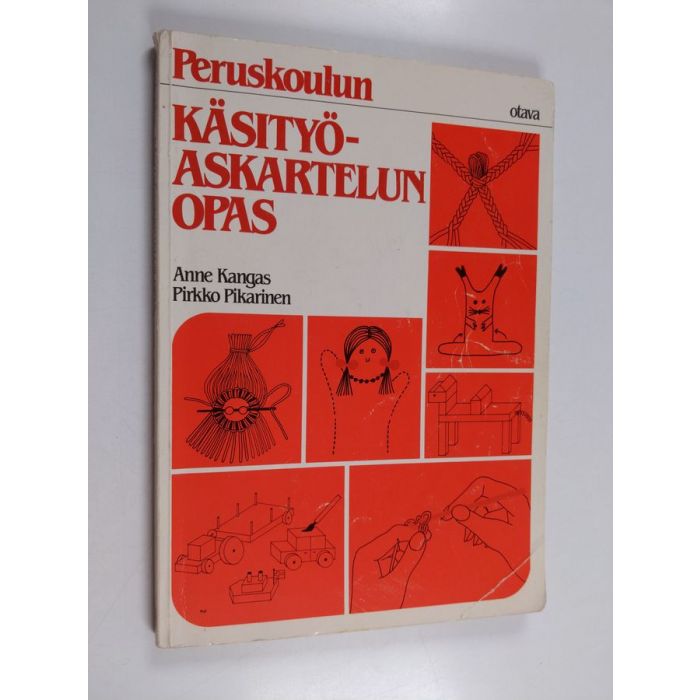 Peruskoulun
otava
KÄSITYÖ-
ASKARTELUN
OPAS
Anne Kangas
Pirkko Pikarinen